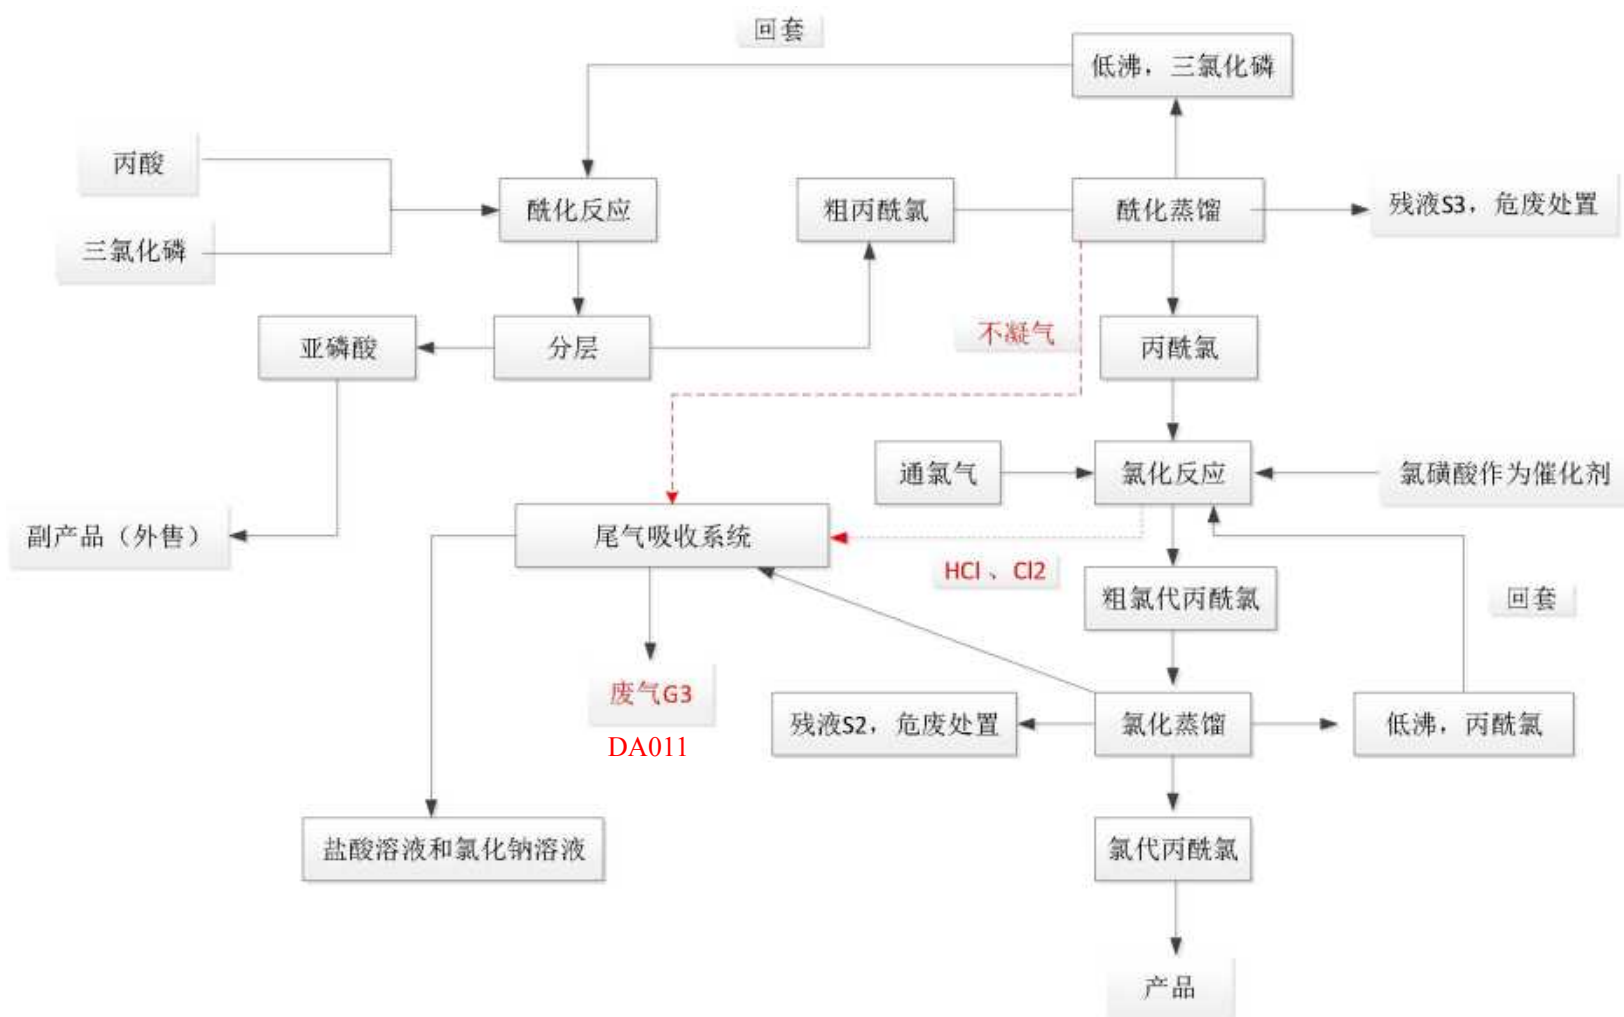 回套
低沸，三氯化磷
丙酸
酰化反应
粗丙酰氯
酰化蒸馏
残液S3，危废处置
三氯化磷
亚磷酸
分层
不凝气
丙酰氯
通氯气
氯化反应
氯磺酸作为催化剂
副产品（外售）
尾气吸收系统
HCl 、Cl2
粗氯代丙酰氯
回套
废气G3
DA011
残液S2，危废处置
氯化蒸馏
低沸，丙酰氯
盐酸溶液和氯化钠溶液
氯代丙酰氯
产品